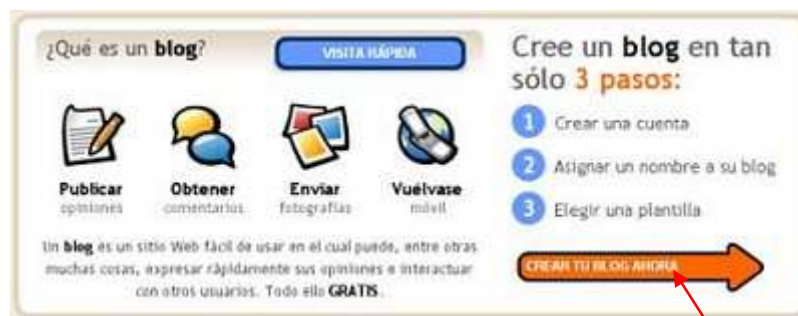 ¿Qué es un blog?
VISITA RÁPIDA
Publicar
opiniones
Obtener
comentarios
Enviar
fotografías
Vuélvase
móvil
Un blog es un sitio Web fácil de usar en el cual puede, entre otras
muchas cosas, expresar rápidamente sus opiniones e interactuar
con otros usuarios. Todo ello GRATIS.
Cree un blog en tan
sólo 3 pasos:
1 Crear una cuenta
2 Asignar un nombre a su blog
3 Elegir una plantilla
CREAR TU BLOG AHORA